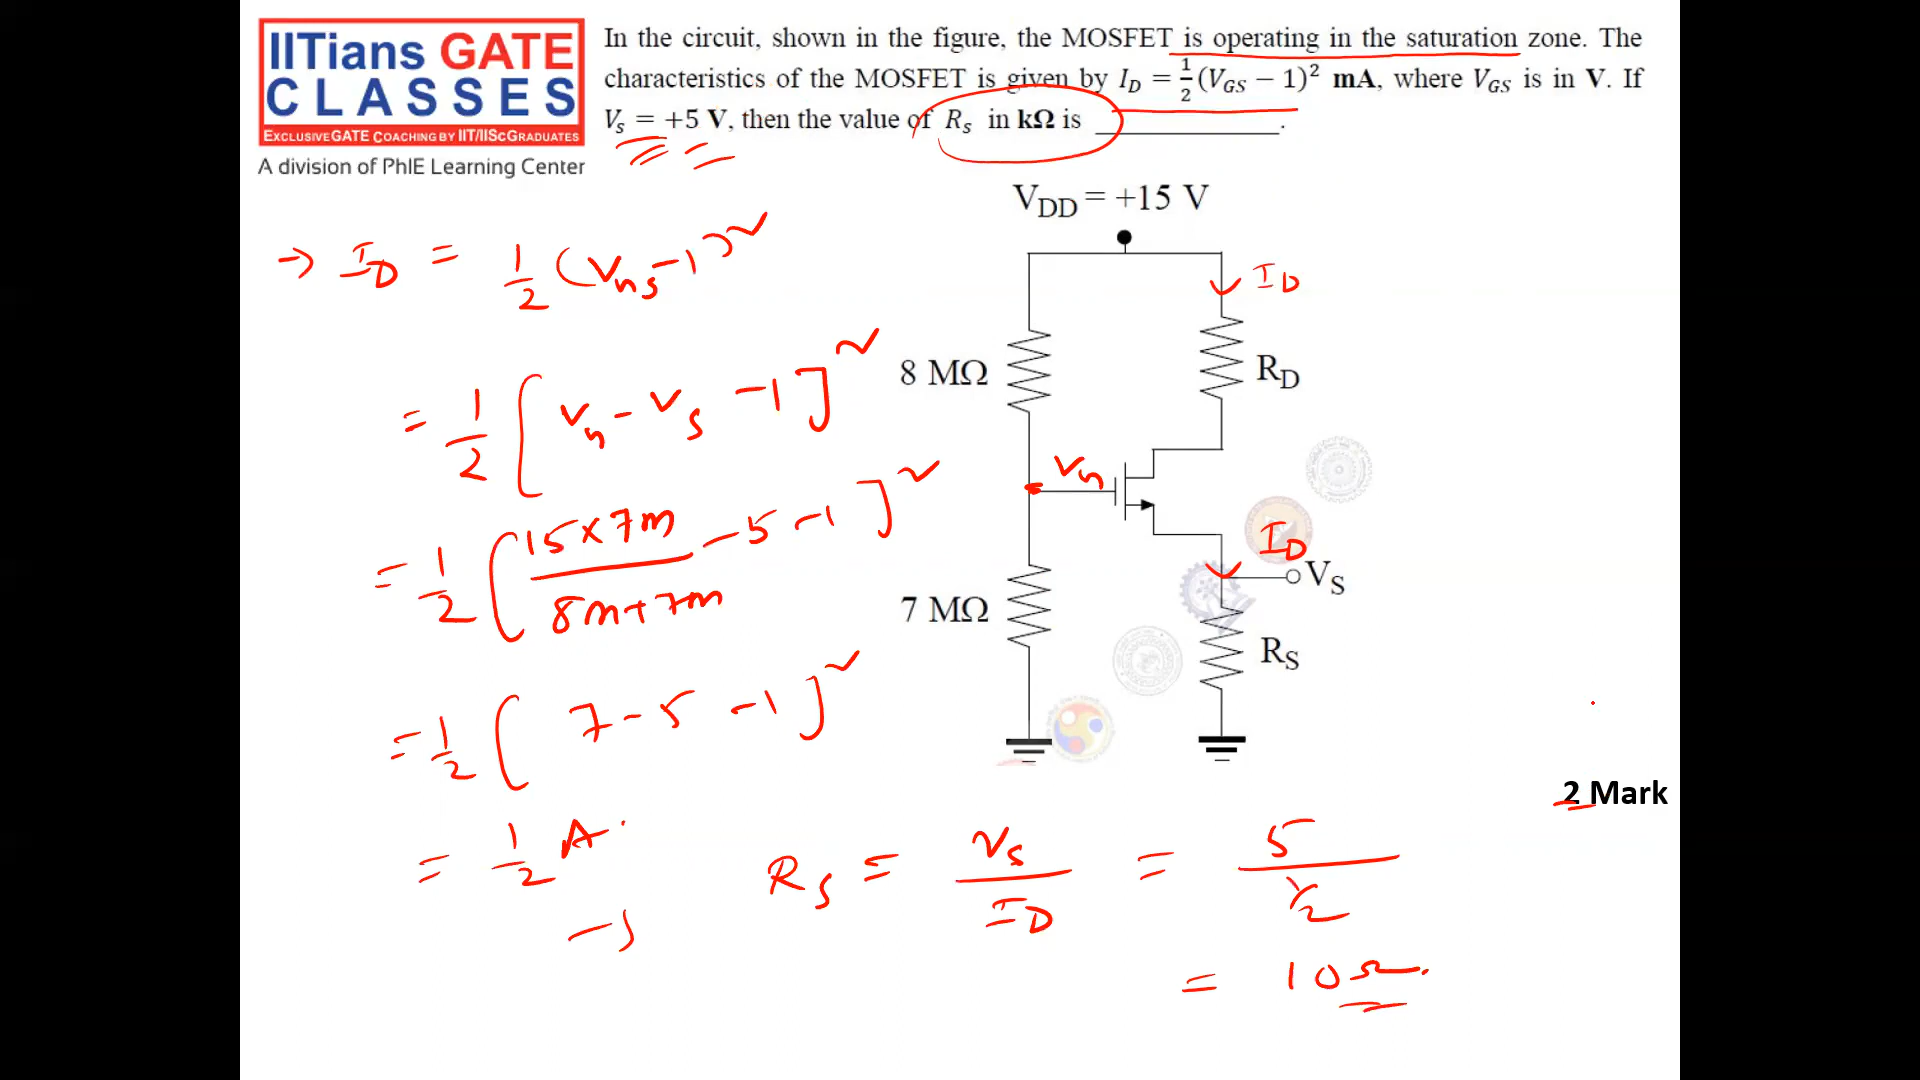 IITians GATE
CLASSES
EXCLUSIVE GATE COACHING BY IIT/IISc GRADUATES
A division of PhIE Learning Center
In the circuit, shown in the figure, the MOSFET is operating in the saturation zone. The
characteristics of the MOSFET is given by I_D = 1/2 (V_GS − 1)² mA, where V_GS is in V. If
V_s = +5 V, then the value of R_s in kΩ is ____________.
V_DD = +15 V
I_D
8 MΩ
R_D
V_G
I_D
V_S
7 MΩ
R_S
2 Mark
→ I_D = 1/2 (V_GS − 1)²
= 1/2 [V_G − V_S − 1]²
= 1/2 [15×7M / 8M+7M − 5 − 1]²
= 1/2 [7 − 5 − 1]²
= 1/2 A.
R_S = V_S / I_D = 5 / 1/2
= 10 Ω.